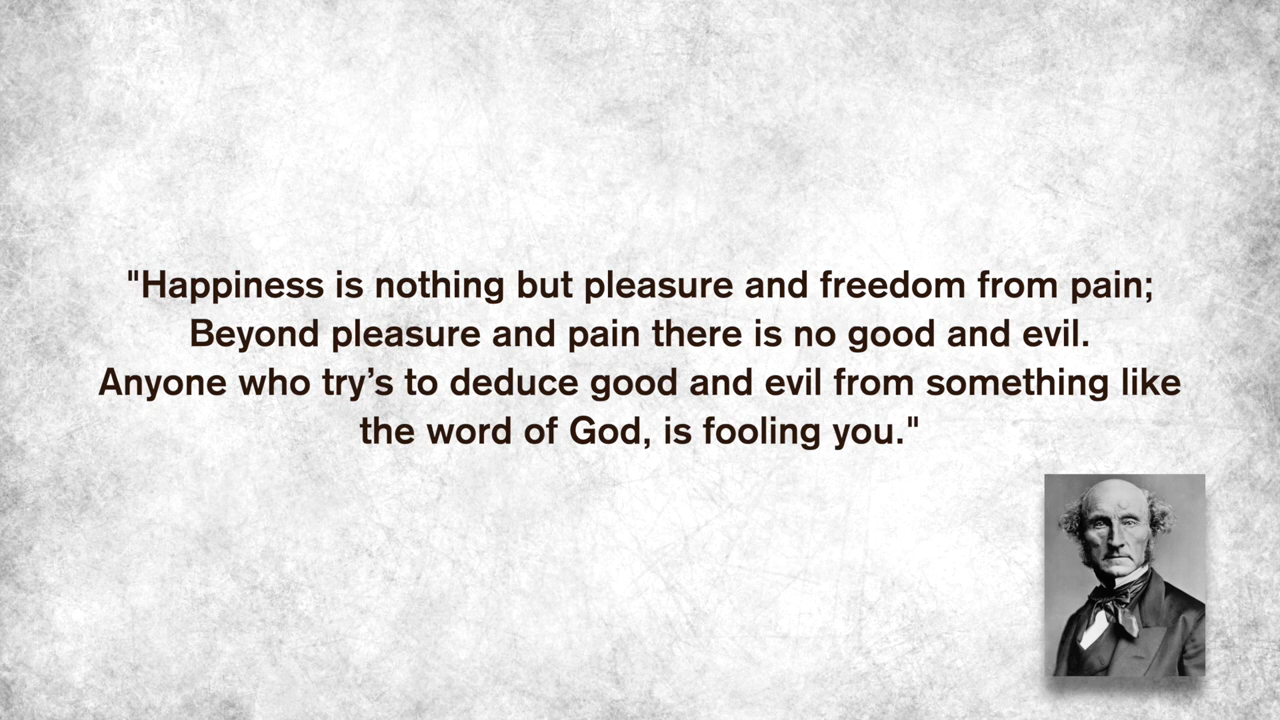 "Happiness is nothing but pleasure and freedom from pain;
Beyond pleasure and pain there is no good and evil.
Anyone who try’s to deduce good and evil from something like
the word of God, is fooling you."